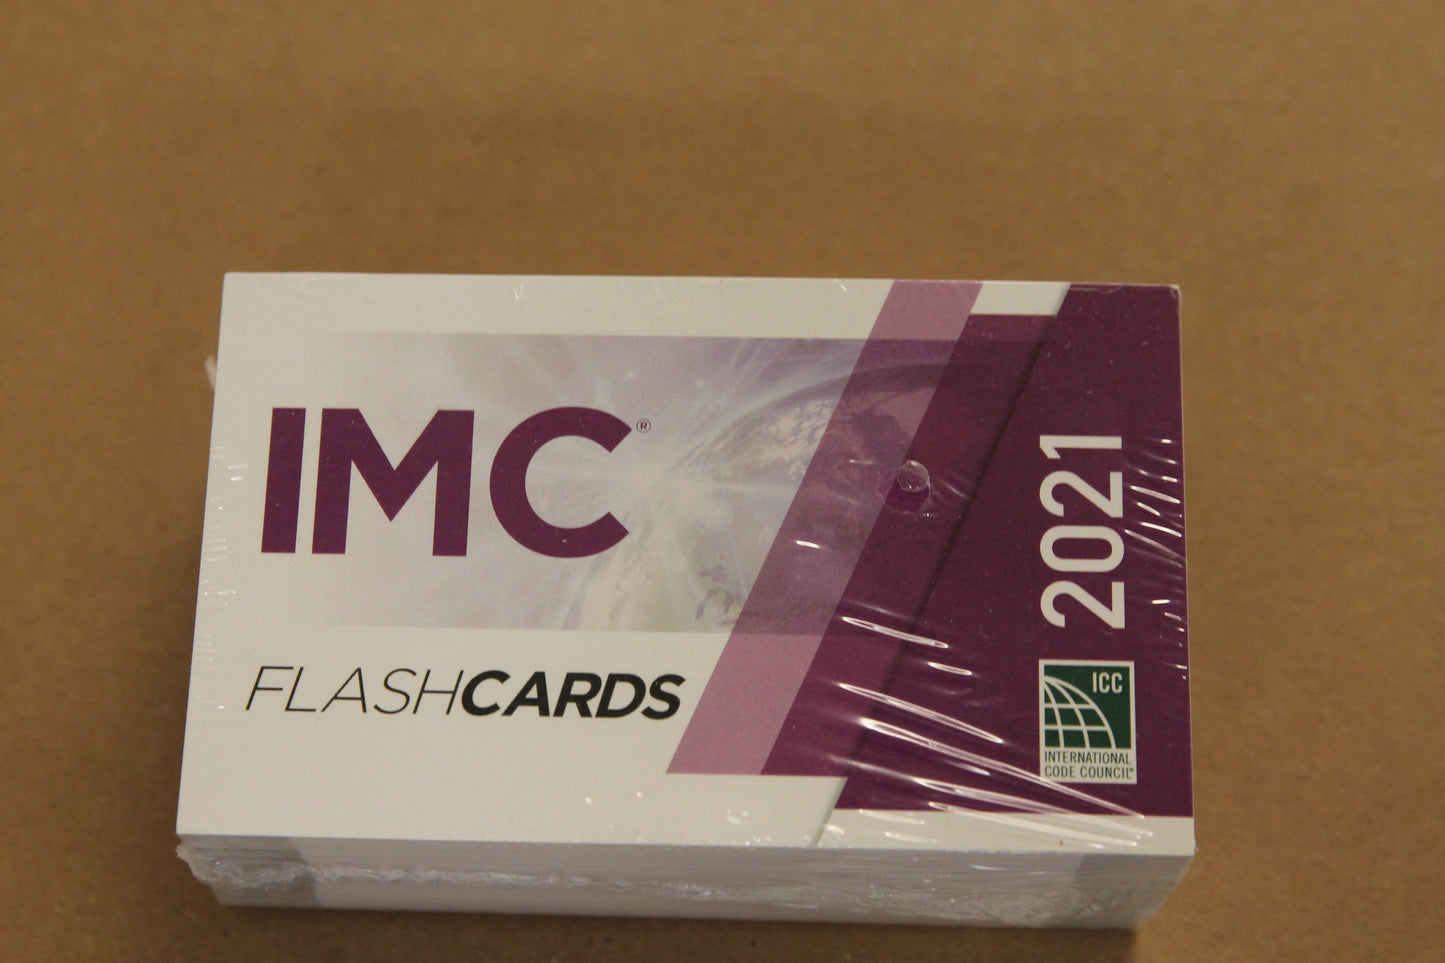 IMC®
FLASHCARDS
2021
ICC
INTERNATIONAL
CODE COUNCIL®